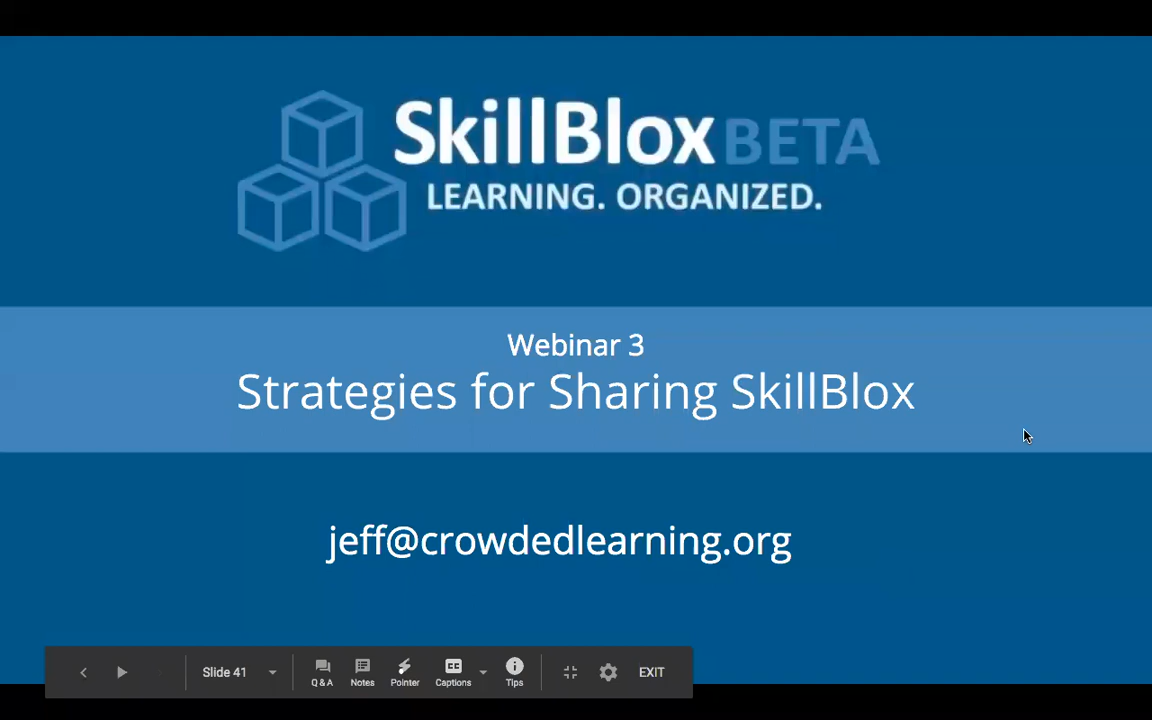 SkillBlox BETA
LEARNING. ORGANIZED.
Webinar 3
Strategies for Sharing SkillBlox
jeff@crowdedlearning.org
Slide 41
Q & A
Notes
Pointer
CC
Captions
Tips
EXIT